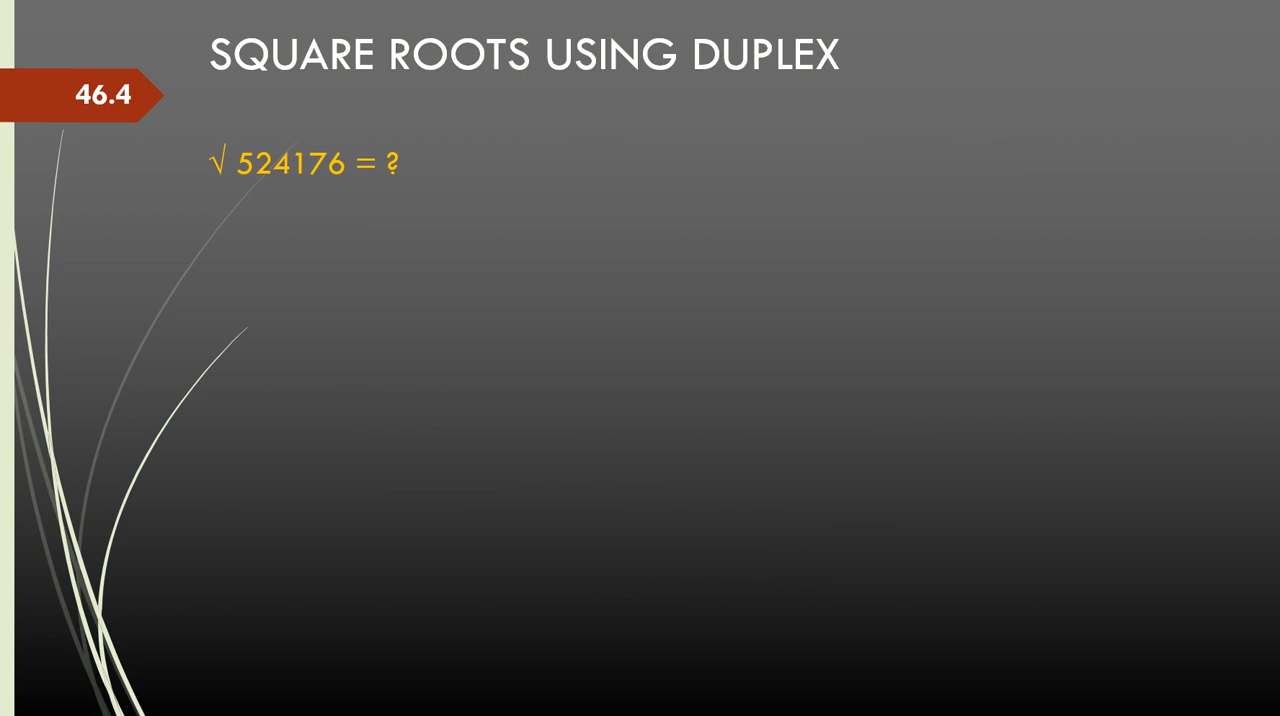 SQUARE ROOTS USING DUPLEX
46.4
√ 524176 = ?